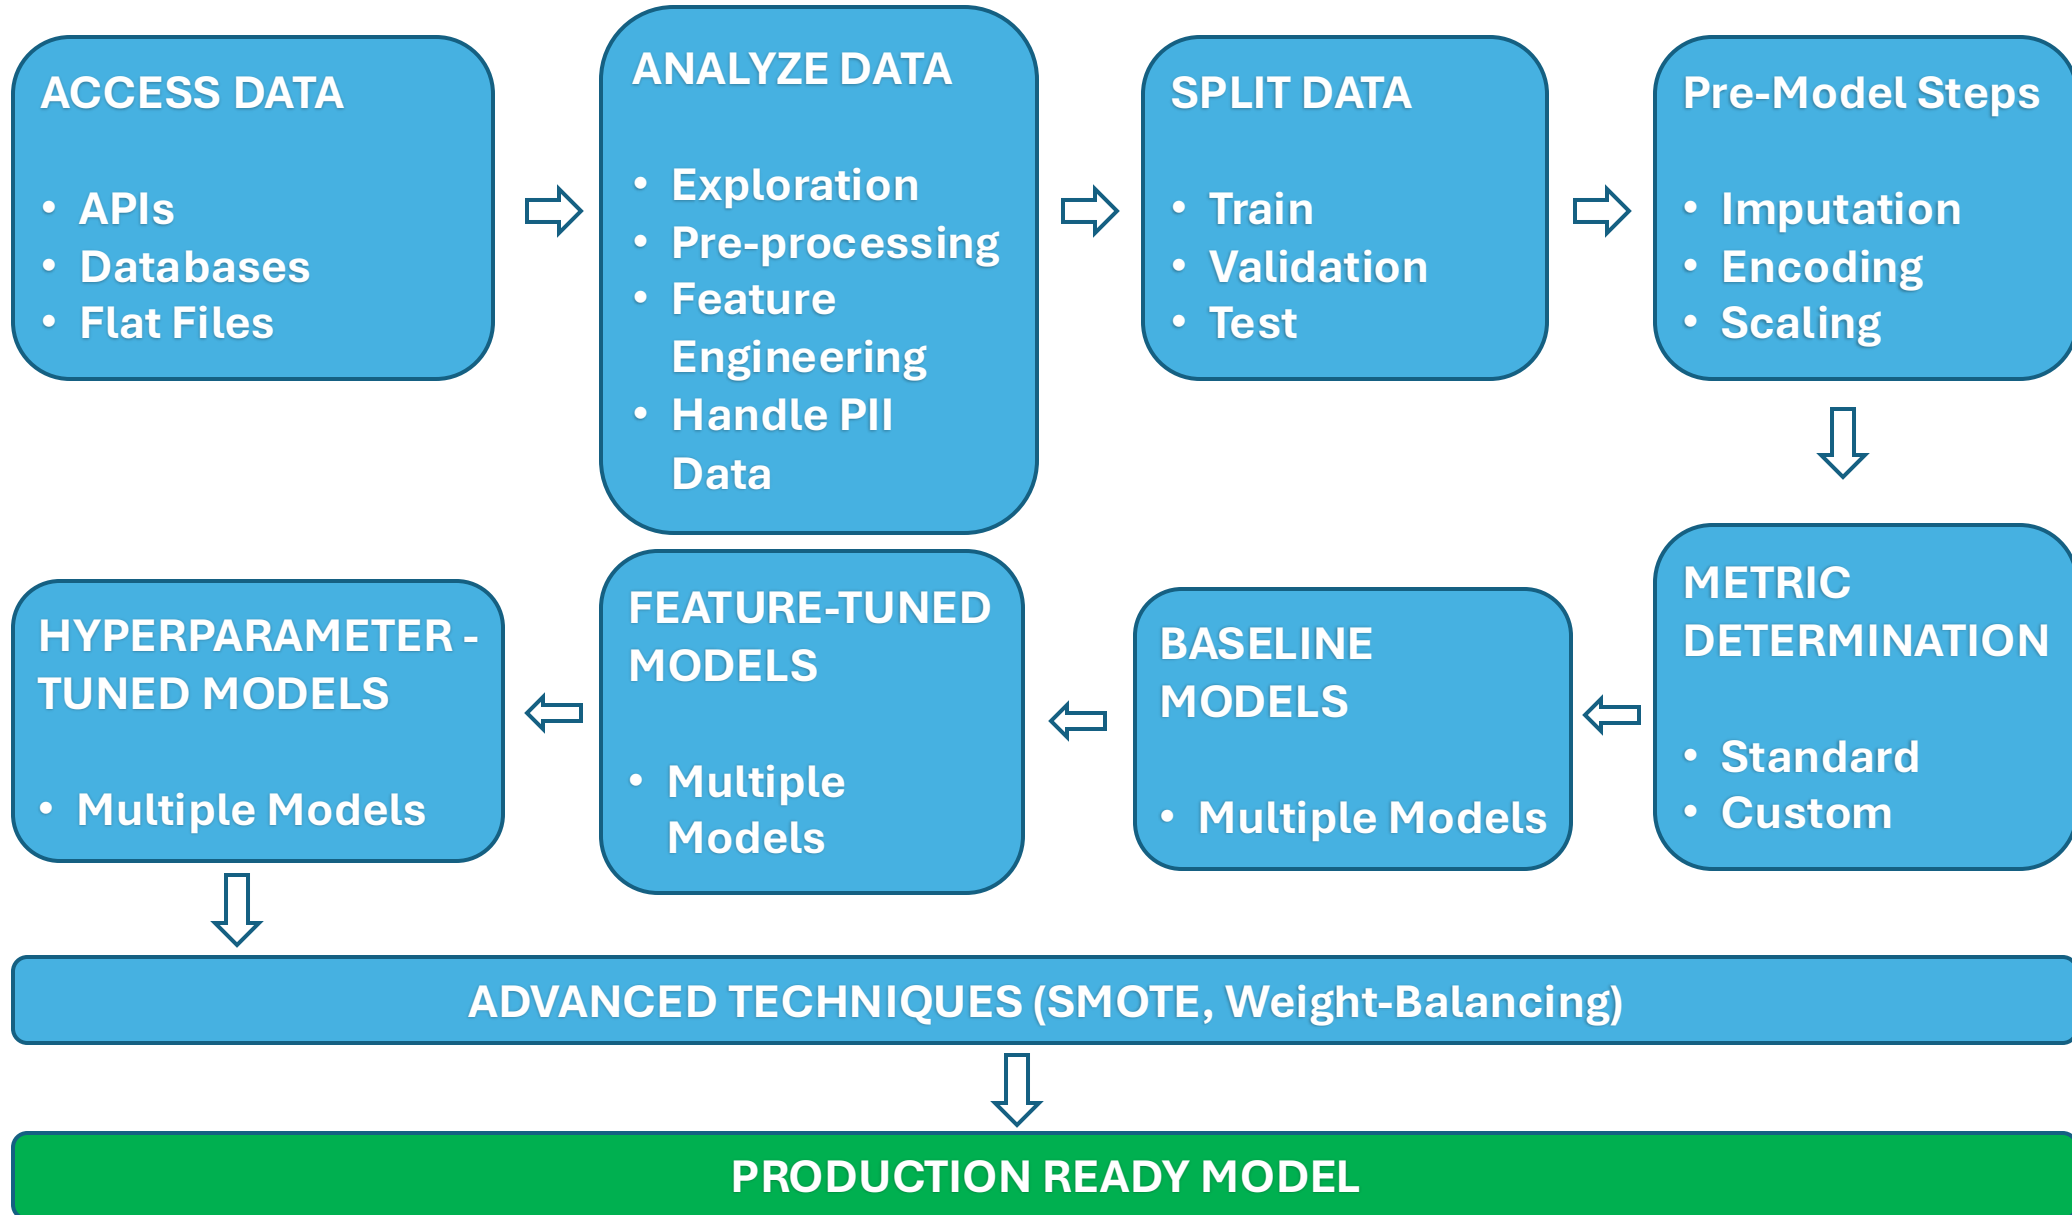 ACCESS DATA
• APIs
• Databases
• Flat Files
ANALYZE DATA
• Exploration
• Pre-processing
• Feature
Engineering
• Handle PII
Data
SPLIT DATA
• Train
• Validation
• Test
Pre-Model Steps
• Imputation
• Encoding
• Scaling
METRIC
DETERMINATION
• Standard
• Custom
BASELINE
MODELS
• Multiple Models
FEATURE-TUNED
MODELS
• Multiple
Models
HYPERPARAMETER -
TUNED MODELS
• Multiple Models
ADVANCED TECHNIQUES (SMOTE, Weight-Balancing)
PRODUCTION READY MODEL